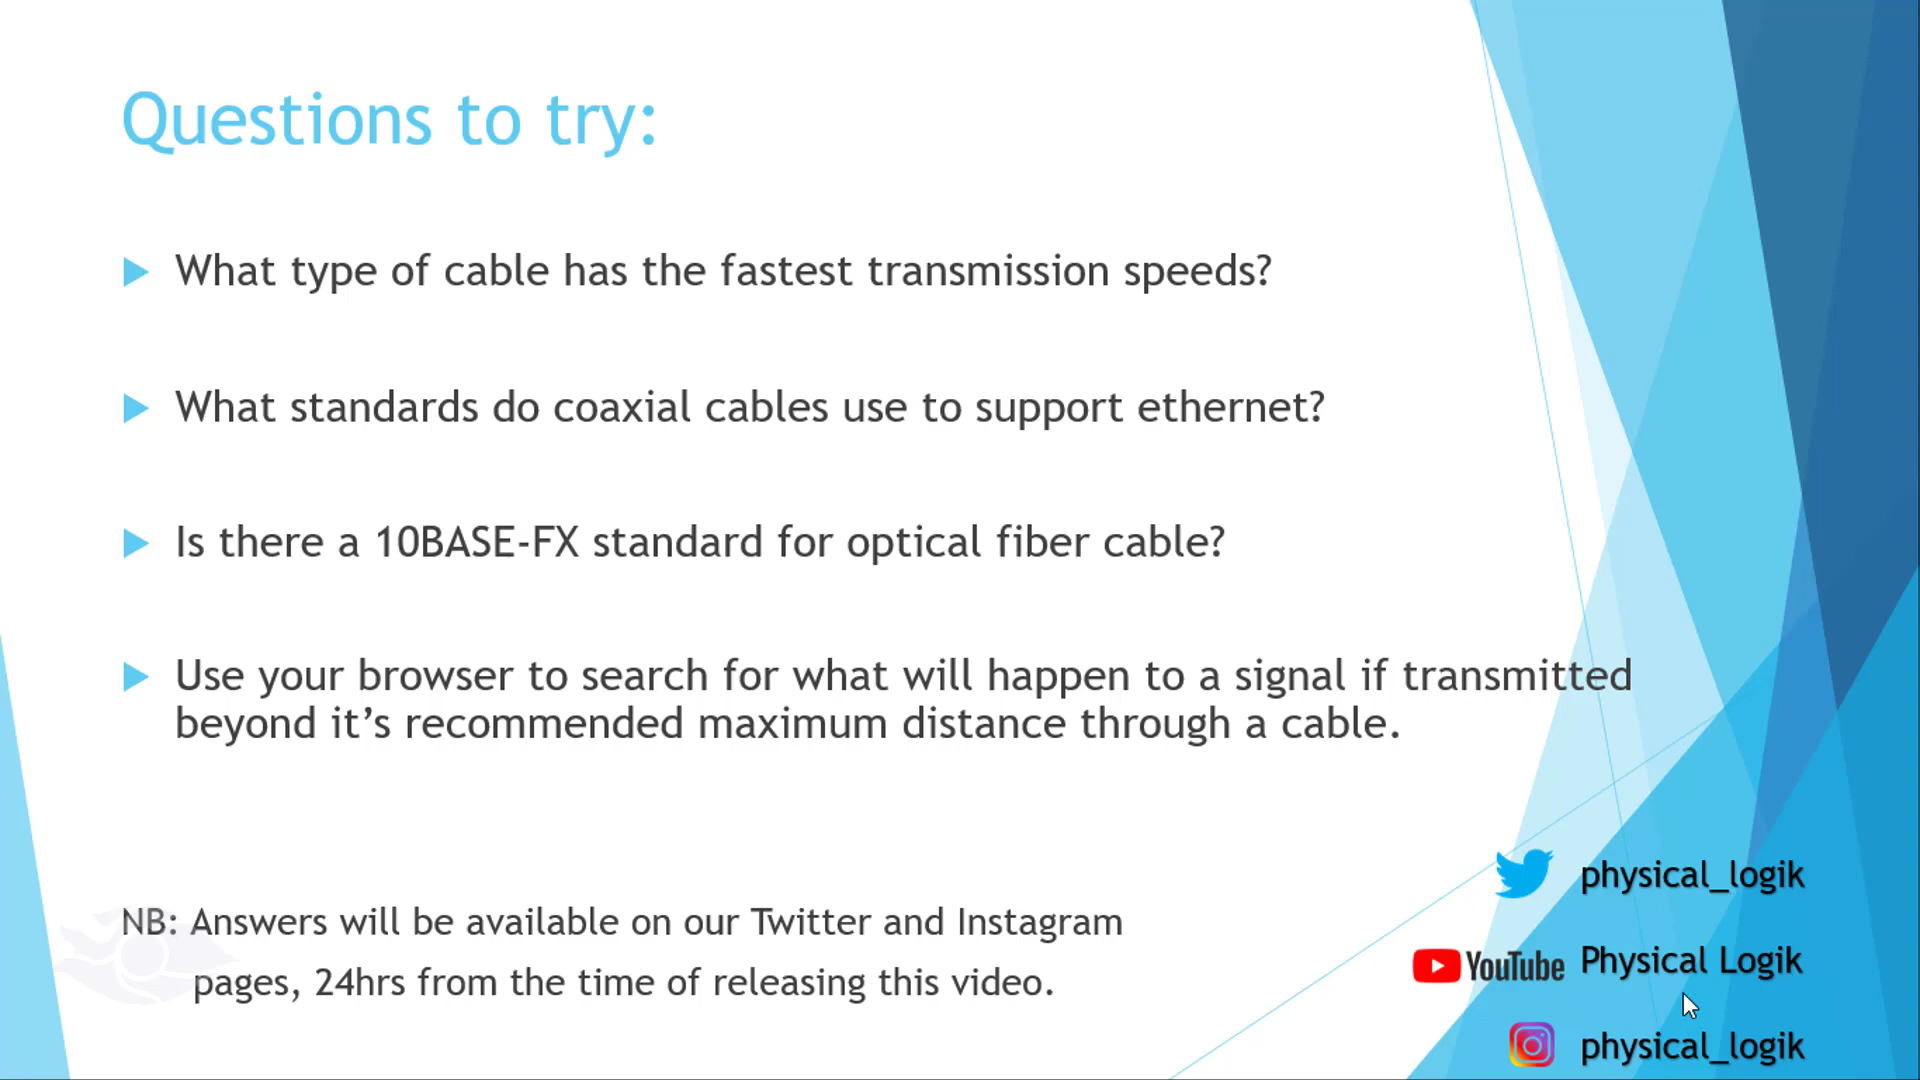 Questions to try:
What type of cable has the fastest transmission speeds?
What standards do coaxial cables use to support ethernet?
Is there a 10BASE-FX standard for optical fiber cable?
Use your browser to search for what will happen to a signal if transmitted
beyond it’s recommended maximum distance through a cable.
NB: Answers will be available on our Twitter and Instagram
pages, 24hrs from the time of releasing this video.
physical_logik
YouTube Physical Logik
physical_logik